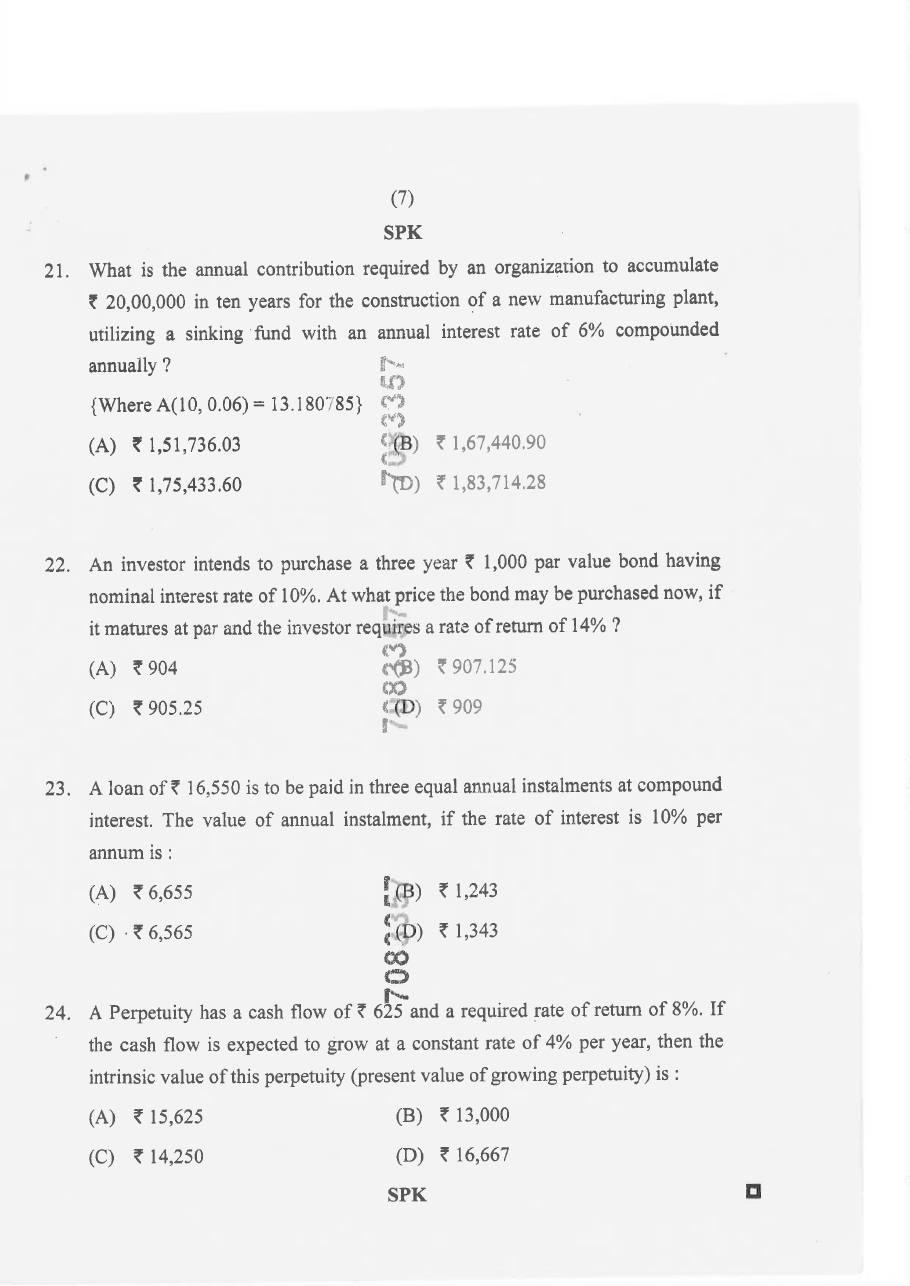 (7)
SPK
21. What is the annual contribution required by an organization to accumulate
₹ 20,00,000 in ten years for the construction of a new manufacturing plant,
utilizing a sinking fund with an annual interest rate of 6% compounded
annually ?
{Where A(10, 0.06) = 13.180785}
(A) ₹ 1,51,736.03 (B) ₹ 1,67,440.90
(C) ₹ 1,75,433.60 (D) ₹ 1,83,714.28
7083357
22. An investor intends to purchase a three year ₹ 1,000 par value bond having
nominal interest rate of 10%. At what price the bond may be purchased now, if
it matures at par and the investor requires a rate of return of 14% ?
(A) ₹ 904 (B) ₹ 907.125
(C) ₹ 905.25 (D) ₹ 909
7083357
23. A loan of ₹ 16,550 is to be paid in three equal annual instalments at compound
interest. The value of annual instalment, if the rate of interest is 10% per
annum is :
(A) ₹ 6,655 (B) ₹ 1,243
(C) ₹ 6,565 (D) ₹ 1,343
7083357
24. A Perpetuity has a cash flow of ₹ 625 and a required rate of return of 8%. If
the cash flow is expected to grow at a constant rate of 4% per year, then the
intrinsic value of this perpetuity (present value of growing perpetuity) is :
(A) ₹ 15,625 (B) ₹ 13,000
(C) ₹ 14,250 (D) ₹ 16,667
SPK